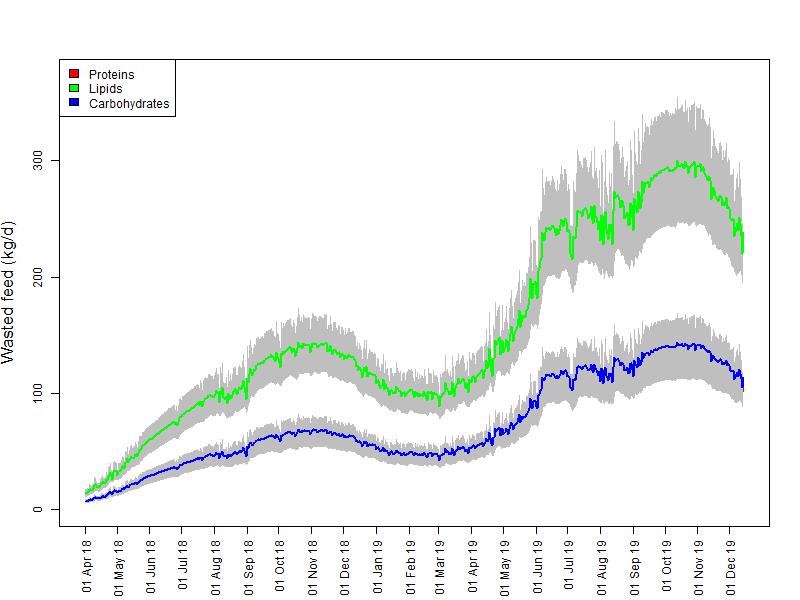 Proteins
Lipids
Carbohydrates
Wasted feed (kg/d)
300
200
100
0
01 Apr 18
01 May 18
01 Jun 18
01 Jul 18
01 Aug 18
01 Sep 18
01 Oct 18
01 Nov 18
01 Dec 18
01 Jan 19
01 Feb 19
01 Mar 19
01 Apr 19
01 May 19
01 Jun 19
01 Jul 19
01 Aug 19
01 Sep 19
01 Oct 19
01 Nov 19
01 Dec 19